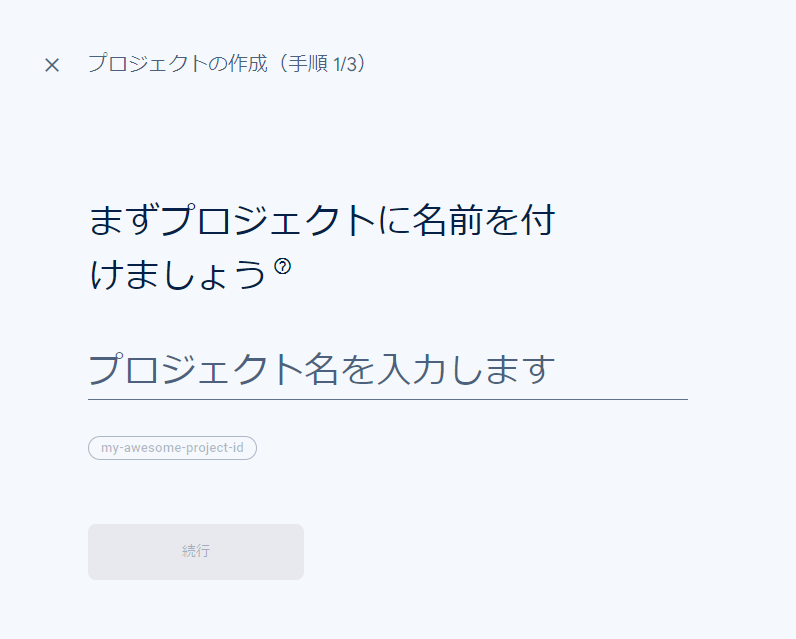 プロジェクトの作成（手順 1/3）
まずプロジェクトに名前を付
けましょう
プロジェクト名を入力します
my-awesome-project-id
続行